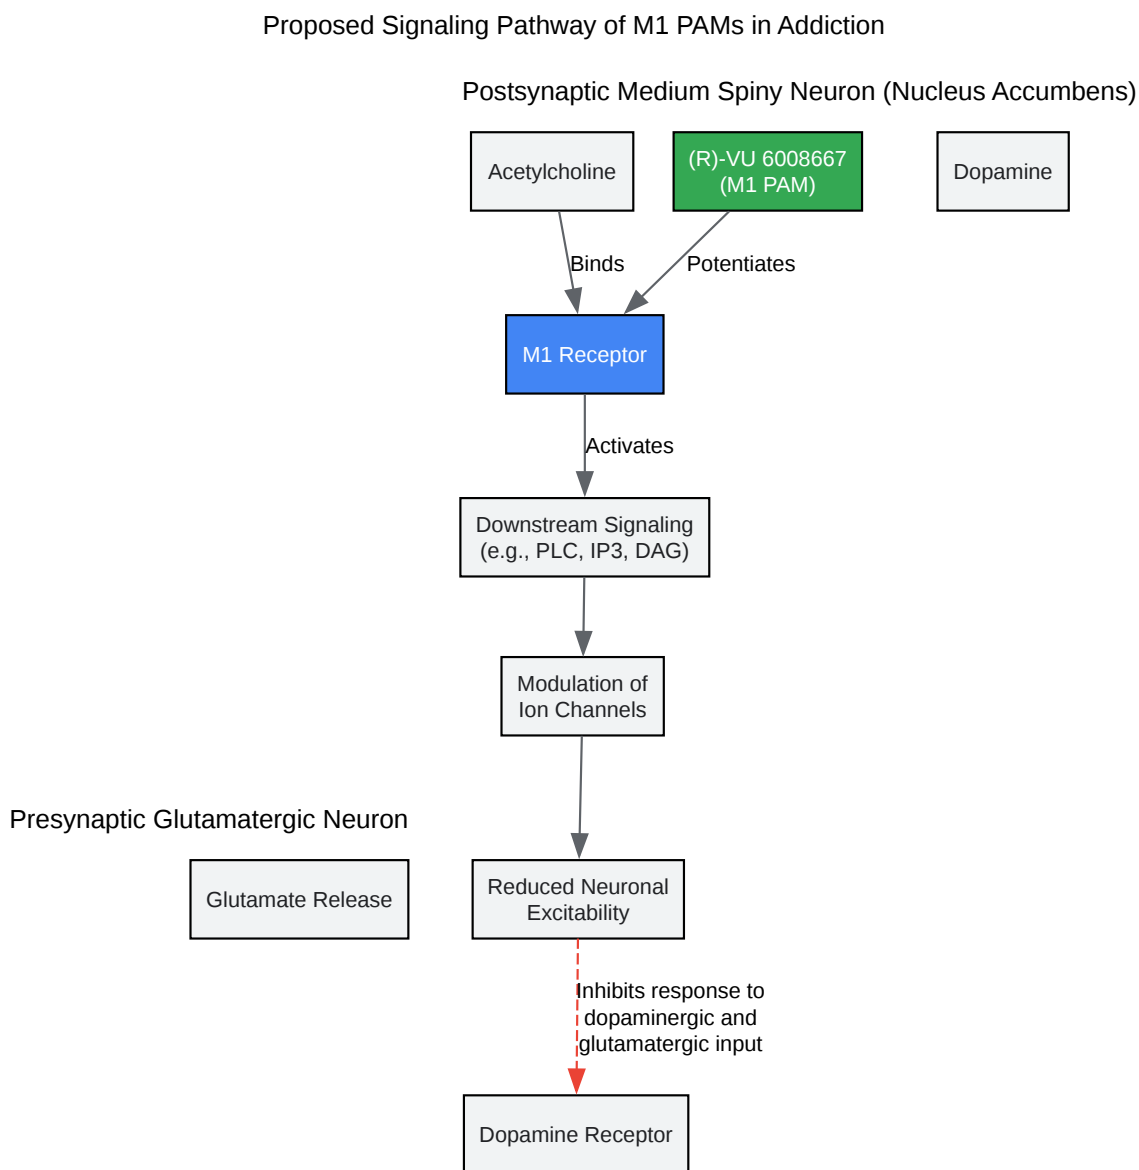 Proposed Signaling Pathway of M1 PAMs in Addiction
Postsynaptic Medium Spiny Neuron (Nucleus Accumbens)
Acetylcholine
(R)-VU 6008667
(M1 PAM)
Dopamine
Binds
Potentiates
M1 Receptor
Activates
Downstream Signaling
(e.g., PLC, IP3, DAG)
Modulation of
Ion Channels
Presynaptic Glutamatergic Neuron
Glutamate Release
Reduced Neuronal
Excitability
Inhibits response to
dopaminergic and
glutamatergic input
Dopamine Receptor